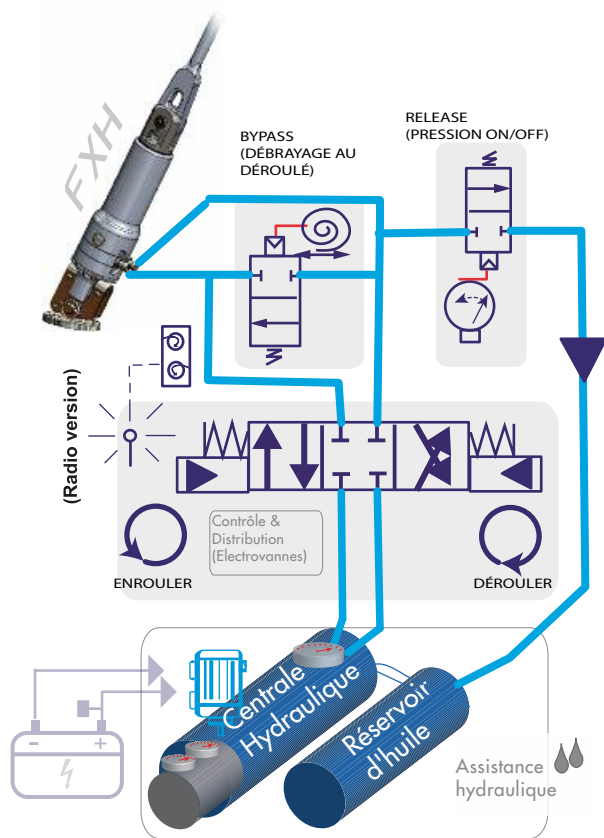 FXH
BYPASS
(DÉBRAYAGE AU
DÉROULÉ)
RELEASE
(PRESSION ON/OFF)
(Radio version)
Contrôle &
Distribution
(Electrovannes)
ENROULER
DÉROULER
Centrale
Hydraulique
Réservoir
d'huile
- +
Assistance
hydraulique